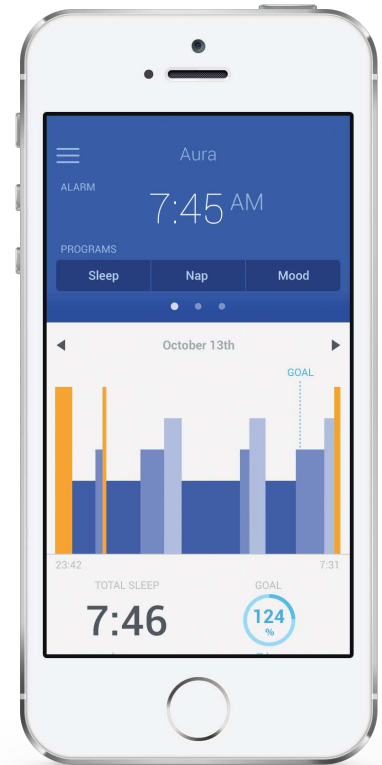 Aura
ALARM
7:45 AM
PROGRAMS
Sleep Nap Mood
October 13th
GOAL
23:42 7:31
TOTAL SLEEP GOAL
7:46 124
%